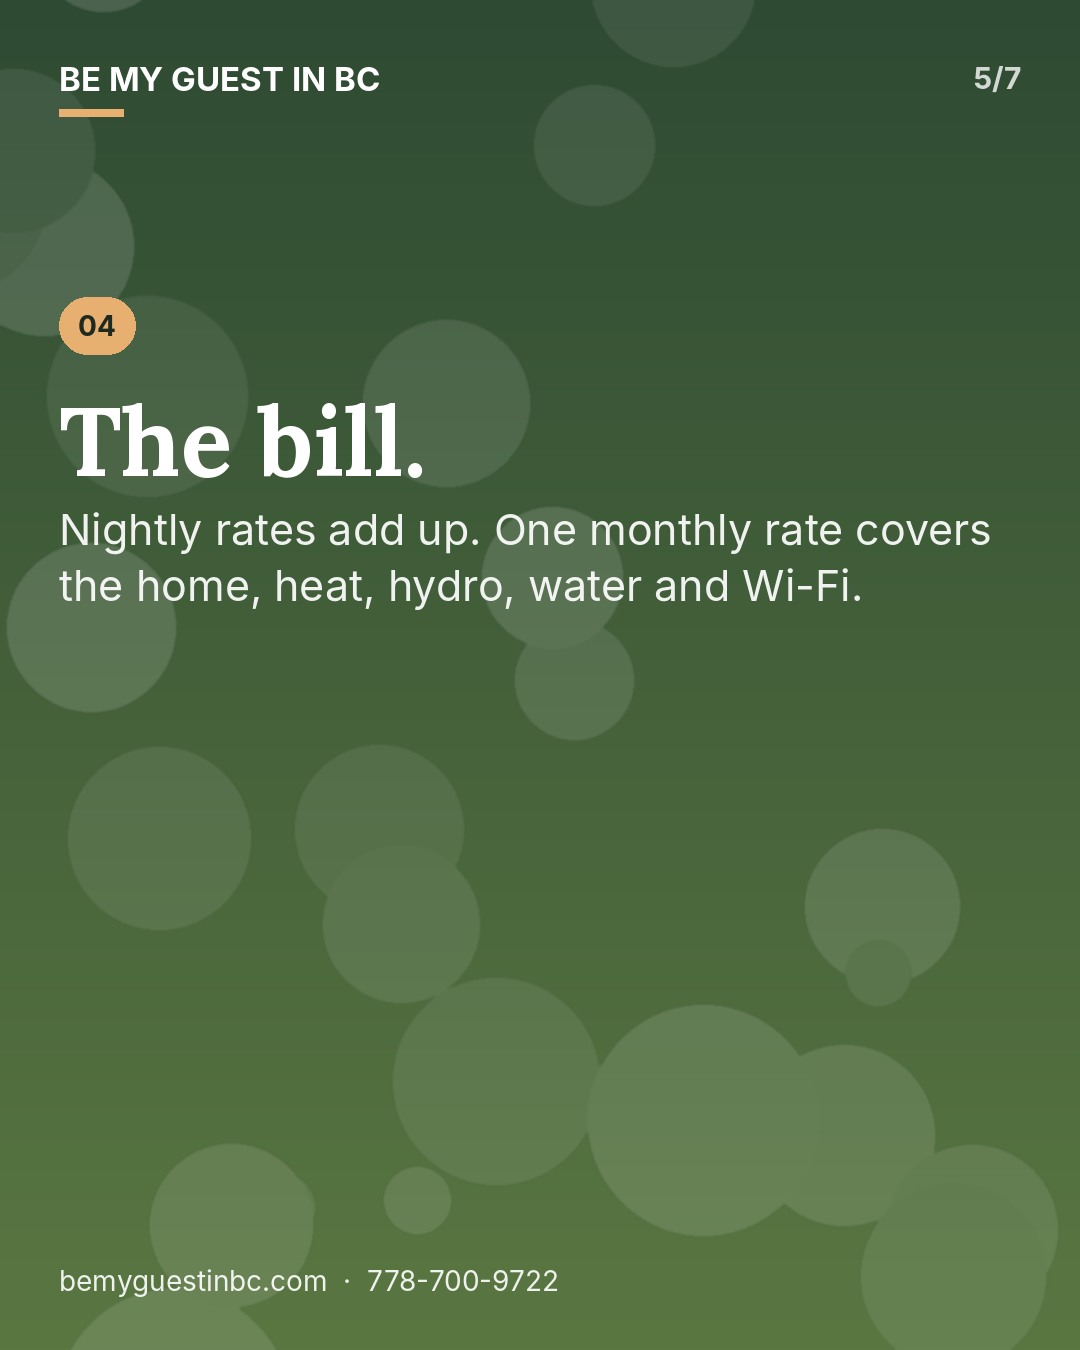 BE MY GUEST IN BC
5/7
04
The bill.
Nightly rates add up. One monthly rate covers
the home, heat, hydro, water and Wi-Fi.
bemyguestinbc.com · 778-700-9722